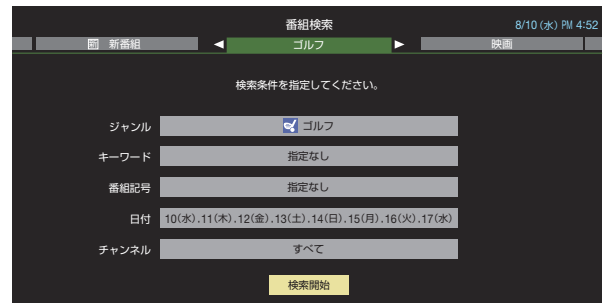 番組検索
8/10 (水) PM 4:52
新 新番組
ゴルフ
映画
検索条件を指定してください。
ジャンル ゴルフ
キーワード 指定なし
番組記号 指定なし
日付 10(水).11(木).12(金).13(土).14(日).15(月).16(火).17(水)
チャンネル すべて
検索開始